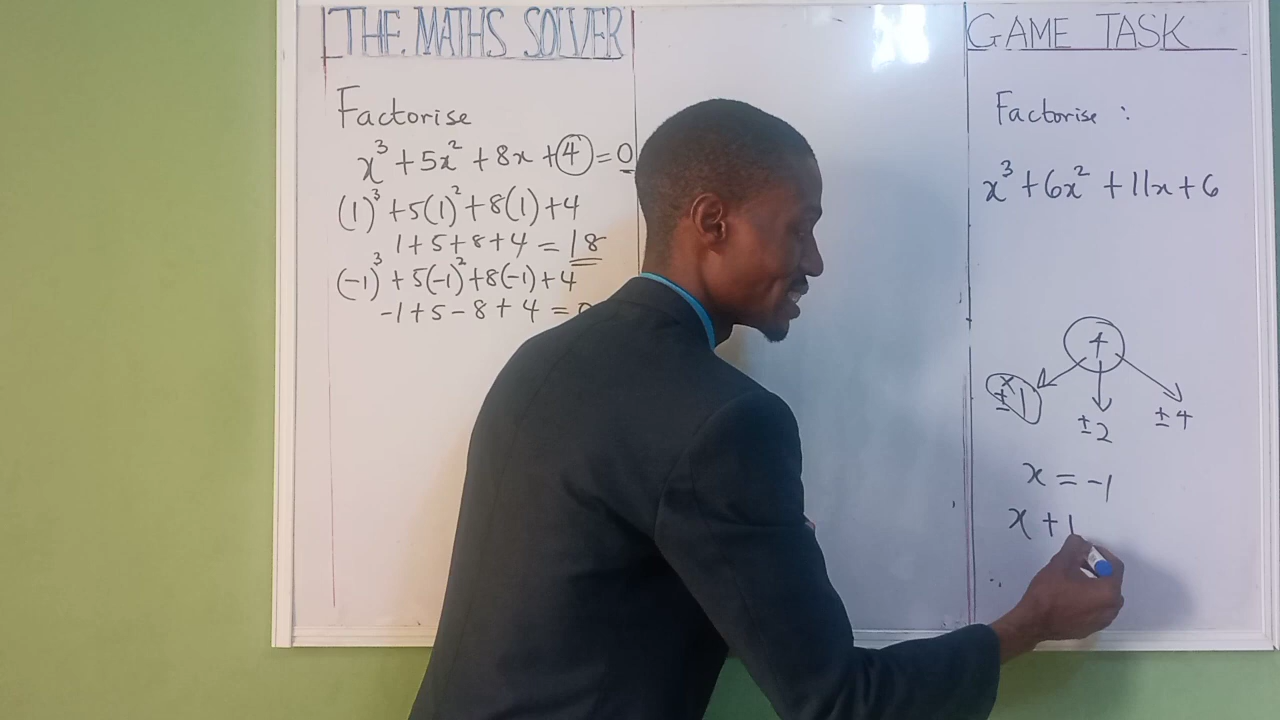 THE MATHS SOLVER
Factorise
x³ + 5x² + 8x + 4 = 0
(1)³ + 5(1)² + 8(1) + 4
1 + 5 + 8 + 4 = 18
(-1)³ + 5(-1)² + 8(-1) + 4
-1 + 5 - 8 + 4 = 0
GAME TASK
Factorise :
x³ + 6x² + 11x + 6
4
± 1
± 2
± 4
x = -1
x + 1